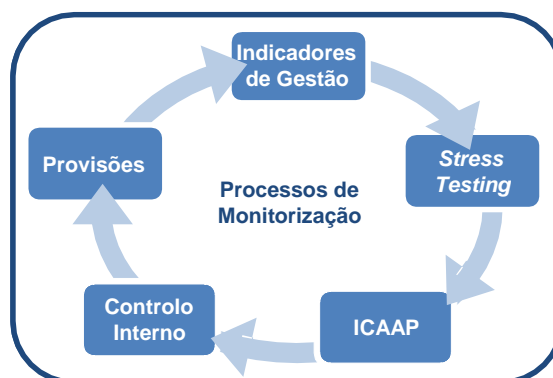 Indicadores
de Gestão
Stress
Testing
ICAAP
Controlo
Interno
Provisões
Processos de
Monitorização